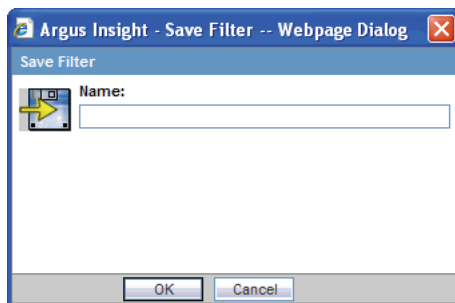 Argus Insight - Save Filter -- Webpage Dialog
Save Filter
Name:
OK Cancel